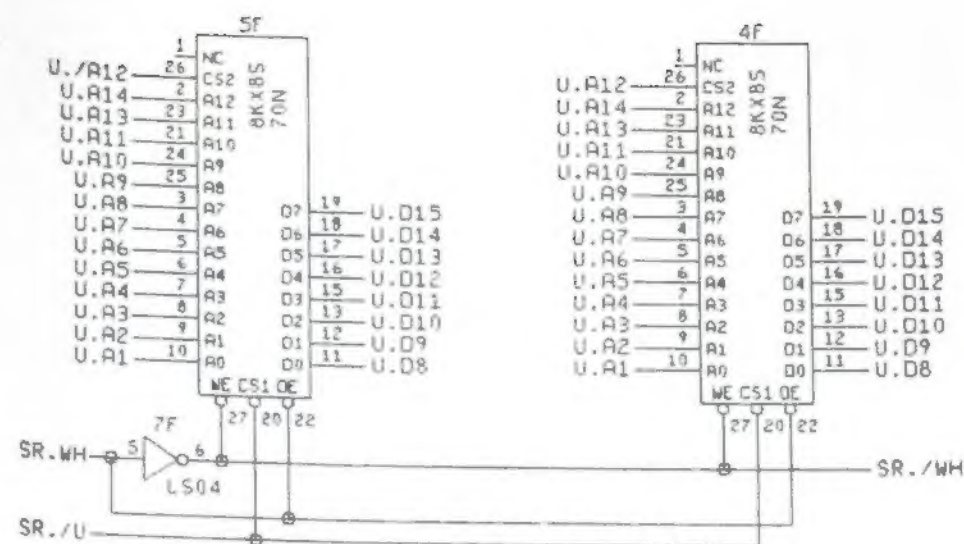 5F
1 NC
U./A12 26 CS2
U.A14 2 A12
U.A13 23 A11
U.A11 21 A10
U.A10 24 A9
U.A9 25 A8
U.A8 3 A7
U.A7 4 A6
U.A6 5 A5
U.A5 6 A4
U.A4 7 A3
U.A3 8 A2
U.A2 9 A1
U.A1 10 A0
8KX8S
70N
D7 19 U.D15
D6 18 U.D14
D5 17 U.D13
D4 16 U.D12
D3 15 U.D11
D2 13 U.D10
D1 12 U.D9
D0 11 U.D8
WE CS1 OE
27 20 22
4F
1 NC
U.A12 26 CS2
U.A14 2 A12
U.A13 23 A11
U.A11 21 A10
U.A10 24 A9
U.A9 25 A8
U.A8 3 A7
U.A7 4 A6
U.A6 5 A5
U.A5 6 A4
U.A4 7 A3
U.A3 8 A2
U.A2 9 A1
U.A1 10 A0
8KX8S
70N
D7 19 U.D15
D6 18 U.D14
D5 17 U.D13
D4 16 U.D12
D3 15 U.D11
D2 13 U.D10
D1 12 U.D9
D0 11 U.D8
WE CS1 OE
27 20 22
7F
SR.WH 5 6 SR./WH
LS04
SR./U